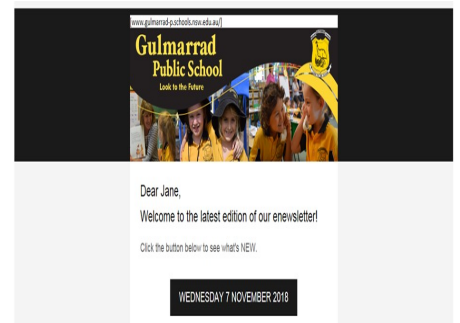 www.gulmarrad-p.schools.nsw.edu.au/]
Gulmarrad
Public School
Look to the Future
Dear Jane,
Welcome to the latest edition of our enewsletter!
Click the button below to see what's NEW.
WEDNESDAY 7 NOVEMBER 2018